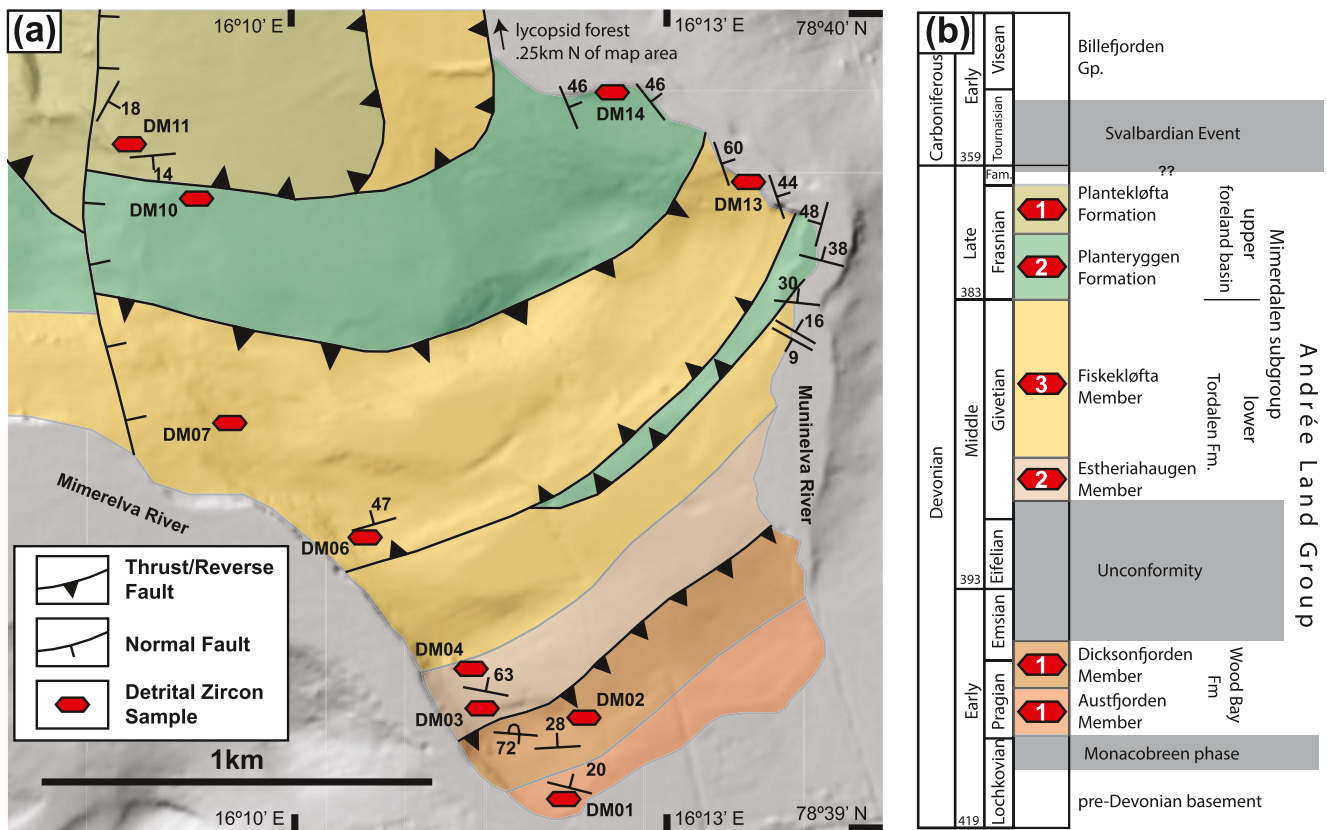 (a)
16°10' E
16°13' E
78°40' N
lycopsid forest
.25km N of map area
46
46
DM14
18
DM11
14
DM10
60
44
DM13
48
38
30
16
9
DM07
Mimerelva River
Muninelva River
47
DM06
Thrust/Reverse
Fault
Normal Fault
Detrital Zircon
Sample
1km
DM04
63
DM03
DM02
72
28
20
DM01
16°10' E
16°13' E
78°39' N
(b)
Carboniferous
Early
Visean
Tournaisian
359
Billefjorden
Gp.
Svalbardian Event
??
Devonian
Late
Fam.
Frasnian
383
1
Plantekløfta
Formation
2
Planteryggen
Formation
upper
foreland basin
Mimerdalen subgroup
Middle
Givetian
Eifelian
393
3
Fiskekløfta
Member
Tordalen Fm.
lower
2
Estheriahaugen
Member
Unconformity
Andrée Land Group
Early
Emsian
Pragian
Lochkovian
419
1
Dicksonfjorden
Member
1
Austfjorden
Member
Wood Bay
Fm
Monacobreen phase
pre-Devonian basement